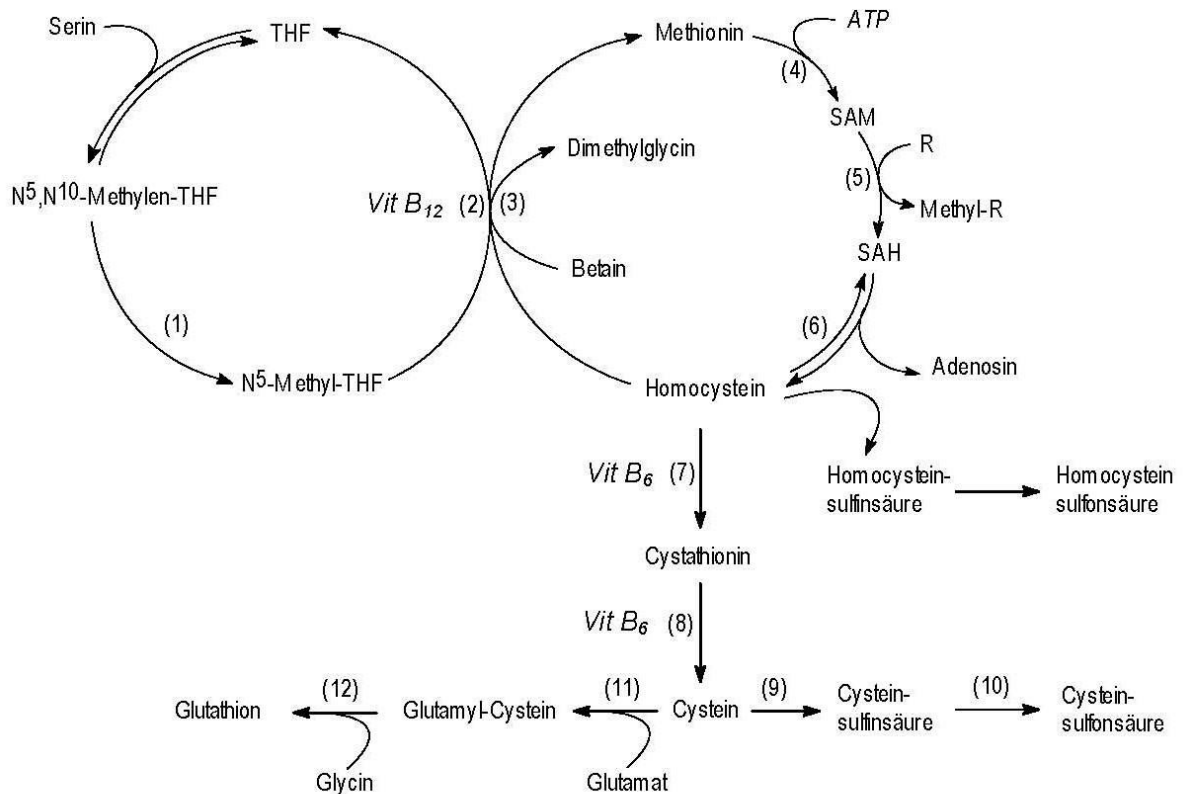 Serin
THF
Methionin
ATP
(4)
SAM
Dimethylglycin
R
N⁵,N¹⁰-Methylen-THF
Vit B₁₂ (2) (3)
(5)
Methyl-R
Betain
SAH
(1)
(6)
N⁵-Methyl-THF
Homocystein
Adenosin
Vit B₆ (7)
Homocystein-
sulfinsäure
Homocystein
sulfonsäure
Cystathionin
Vit B₆ (8)
Glutathion
(12)
Glutamyl-Cystein
(11)
Cystein
(9)
Cystein-
sulfinsäure
(10)
Cystein-
sulfonsäure
Glycin
Glutamat